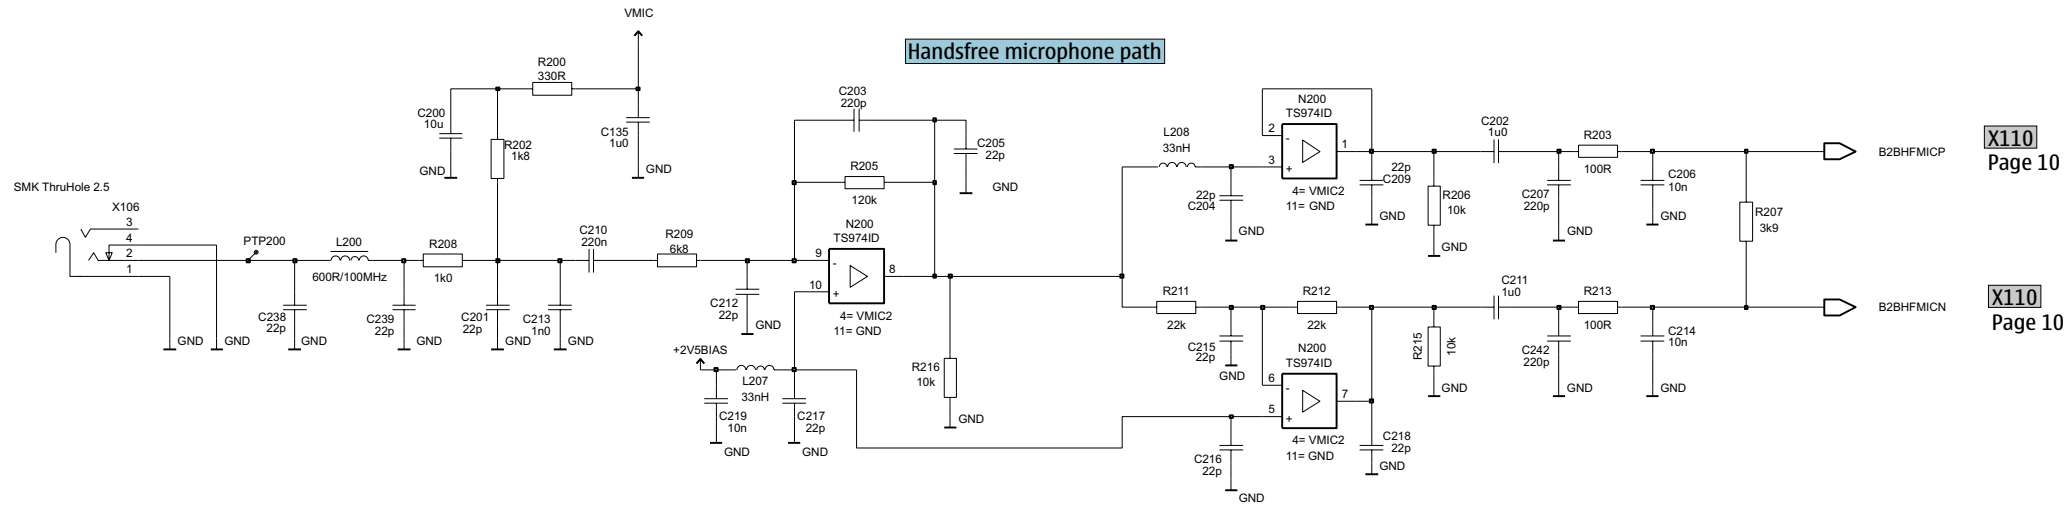 Handsfree microphone path
VMIC
R200
330R
C200
10u
GND
R202
1k8
C135
1u0
GND
SMK ThruHole 2.5
X106
3
4
2
1
GND
GND
PTP200
C238
22p
GND
L200
600R/100MHz
C239
22p
GND
R208
1k0
C201
22p
GND
C213
1n0
GND
C210
220n
R209
6k8
C212
22p
GND
C203
220p
R205
120k
C205
22p
GND
N200
TS974ID
9
-
10
+
8
4= VMIC2
11= GND
+2V5BIAS
L207
33nH
C219
10n
GND
C217
22p
GND
R216
10k
GND
L208
33nH
22p
C204
GND
N200
TS974ID
2
-
3
+
1
4= VMIC2
11= GND
22p
C209
GND
R206
10k
GND
C202
1u0
C207
220p
GND
R203
100R
C206
10n
GND
R207
3k9
B2BHFMICP
X110
Page 10
R211
22k
C215
22p
GND
R212
22k
N200
TS974ID
6
-
5
+
7
4= VMIC2
11= GND
C216
22p
GND
C218
22p
GND
R215
10k
GND
C211
1u0
C242
220p
GND
R213
100R
C214
10n
GND
B2BHFMICN
X110
Page 10